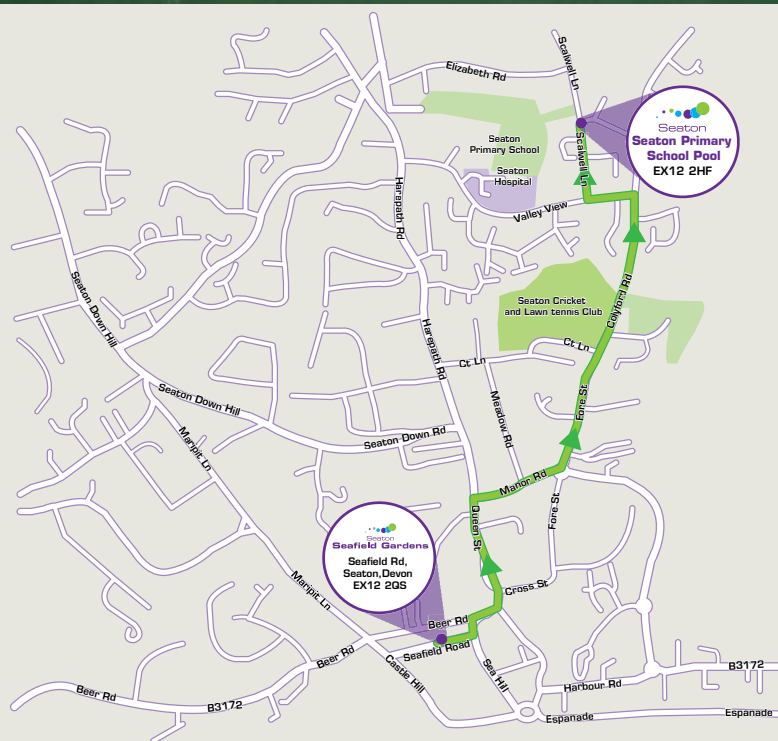 Elizabeth Rd
Scalwell Ln
Seaton
Seaton Primary
School Pool
EX12 2HF
Seaton
Primary School
Scalwell Ln
Seaton
Hospital
Harapath Rd
Valley View
Seaton Down Hill
Seaton Cricket
and Lawn tennis Club
Colyford Rd
Harepath Rd
Ct Ln
Ct Ln
Seaton Down Hill
Meadow Rd
Fore St
Seaton Down Rd
Maripit Ln
Manor Rd
Fore St
Queen St
Seaton
Seafield Gardens
Seafield Rd,
Seaton,Devon
EX12 2QS
Maripit Ln
Cross St
Beer Rd
Seafield Road
Beer Rd
Castle Hill
Sea Hill
B3172
Harbour Rd
Beer Rd
B3172
Espanade
Espanade